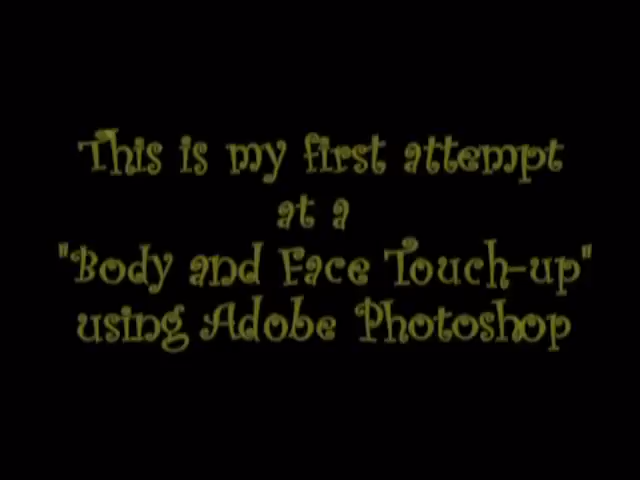 This is my first attempt
at a
"Body and Face Touch-up"
using Adobe Photoshop